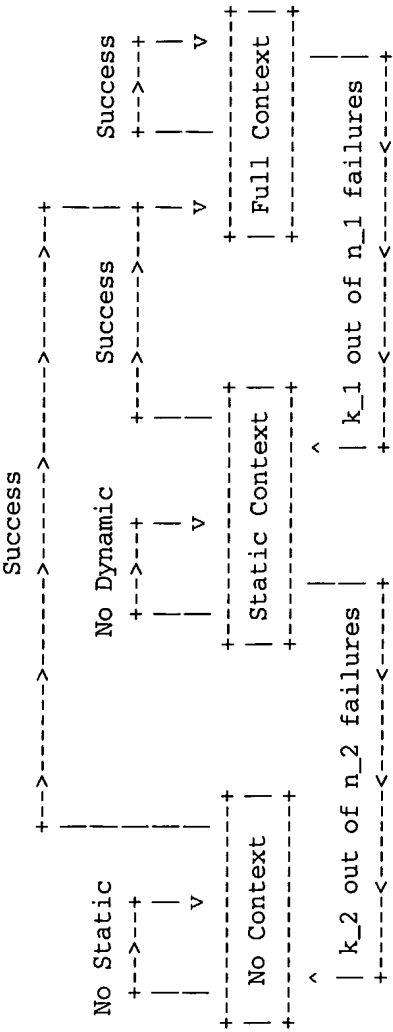 Success
No Static No Dynamic Success Success
No Context Static Context Full Context
k_2 out of n_2 failures k_1 out of n_1 failures